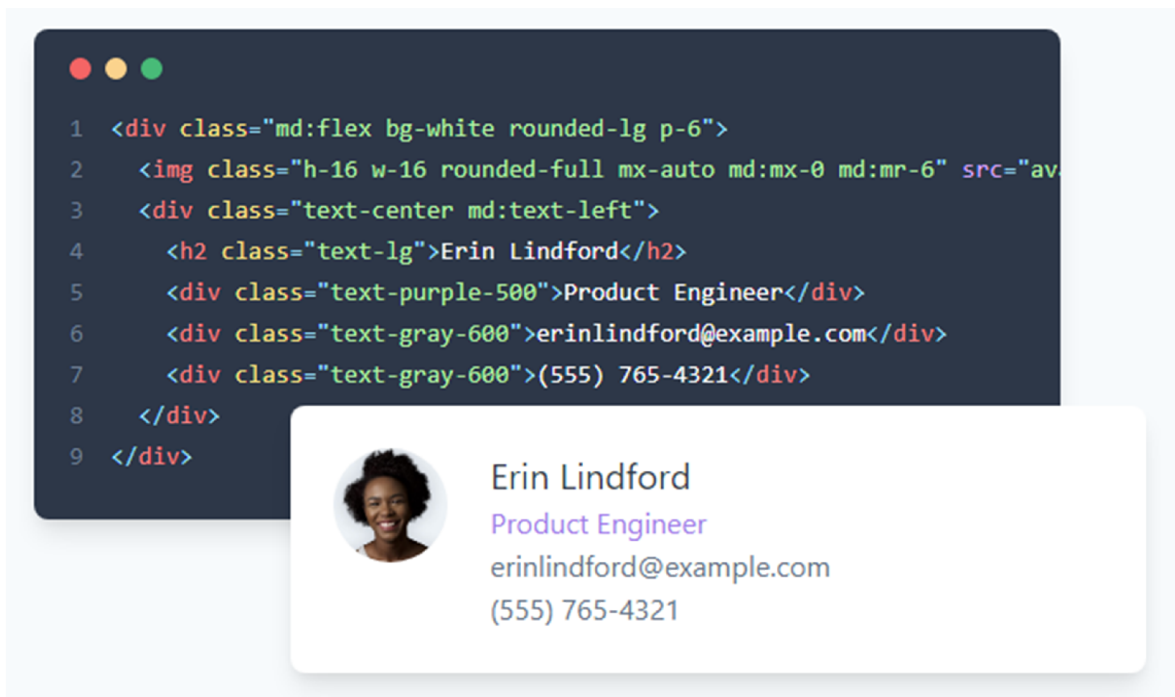 1 <div class="md:flex bg-white rounded-lg p-6">
2 <img class="h-16 w-16 rounded-full mx-auto md:mx-0 md:mr-6" src="av
3 <div class="text-center md:text-left">
4 <h2 class="text-lg">Erin Lindford</h2>
5 <div class="text-purple-500">Product Engineer</div>
6 <div class="text-gray-600">erinlindford@example.com</div>
7 <div class="text-gray-600">(555) 765-4321</div>
8 </div>
9 </div>
Erin Lindford
Product Engineer
erinlindford@example.com
(555) 765-4321